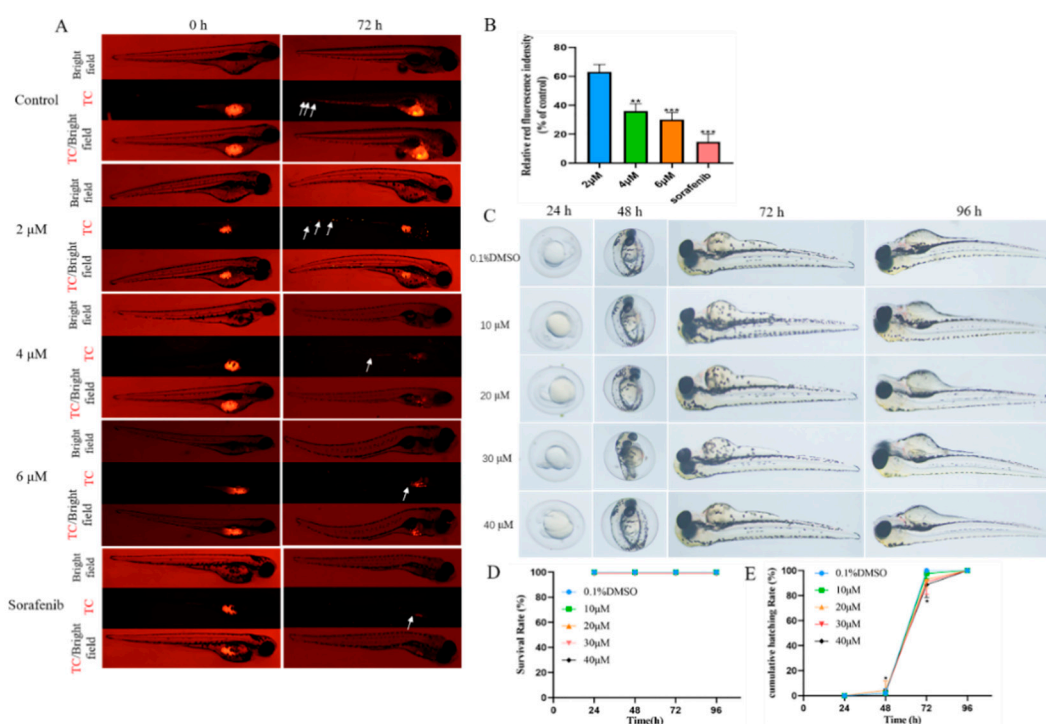 A
0 h
72 h
Control
Bright field
TC
TC/Bright field
2 μM
Bright field
TC
TC/Bright field
4 μM
Bright field
TC
TC/Bright field
6 μM
Bright field
TC
TC/Bright field
Sorafenib
Bright field
TC
TC/Bright field
B
Relative red fluorescence indensity
(% of control)
80
60
40
20
0
**
***
***
2μM
4μM
6μM
sorafenib
C
24 h
48 h
72 h
96 h
0.1%DMSO
10 μM
20 μM
30 μM
40 μM
D
Survival Rate (%)
100
80
60
40
20
0
0.1%DMSO
10μM
20μM
30μM
40μM
0
24
48
72
96
Time(h)
E
cumulative hatching Rate (%)
100
80
60
40
20
0
0.1%DMSO
10μM
20μM
30μM
40μM
*
*
0
24
48
72
96
Time (h)